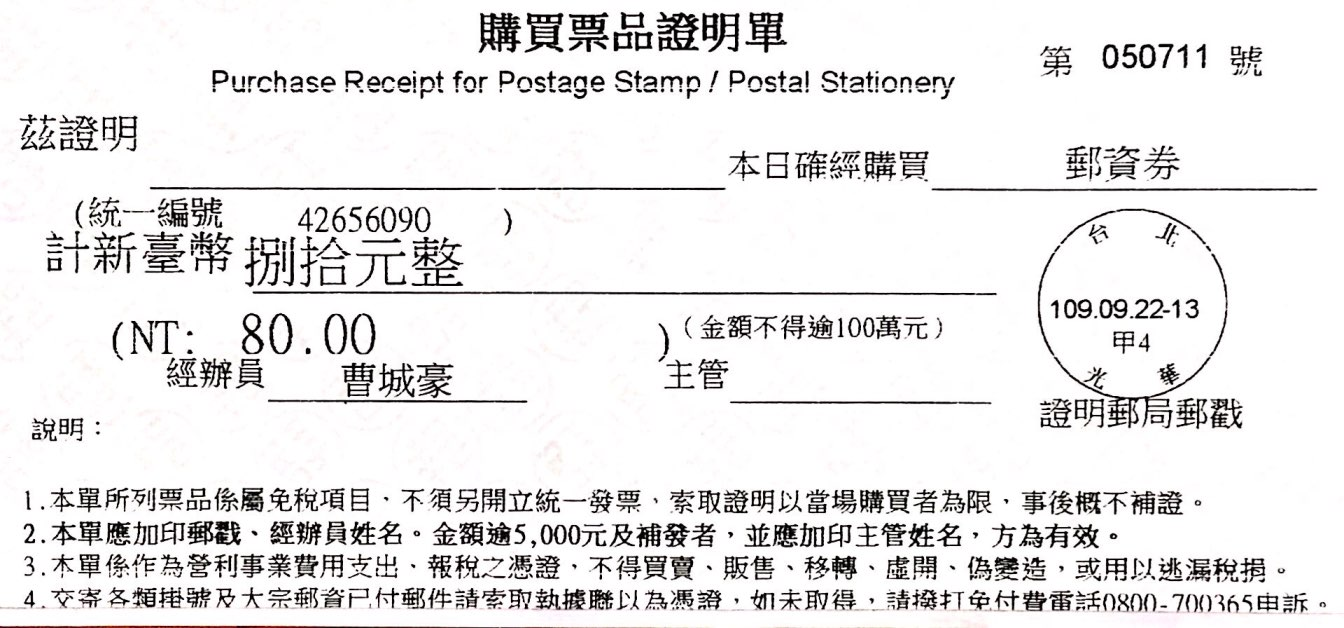 購買票品證明單
Purchase Receipt for Postage Stamp / Postal Stationery
第 050711 號
茲證明
本日確經購買 郵資券
(統一編號 42656090 )
計新臺幣 捌拾元整
(NT: 80.00 ) (金額不得逾100萬元)
經辦員 曹城豪 主管
台北
109.09.22-13
甲4
光華
證明郵局郵戳
說明：
1.本單所列票品係屬免稅項目，不須另開立統一發票、索取證明以當場購買者為限，事後概不補證。
2.本單應加印郵戳、經辦員姓名。金額逾5,000元及補發者，並應加印主管姓名，方為有效。
3.本單係作為營利事業費用支出、報稅之憑證、不得買賣、販售、移轉、虛開、偽變造，或用以逃漏稅捐。
4.交寄各類掛號及大宗郵資已付郵件請索取執據聯以為憑證，如未取得，請撥打免付費電話0800-700365申訴。